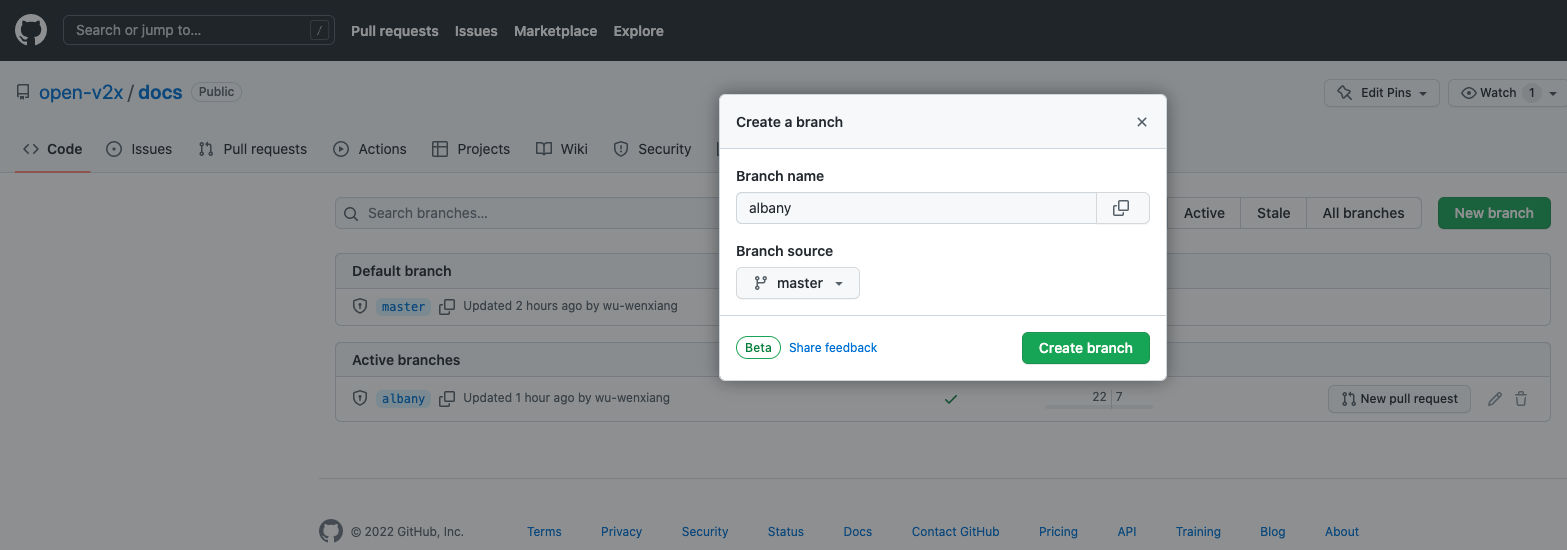 Search or jump to… /
Pull requests Issues Marketplace Explore
open-v2x / docs Public
Edit Pins Watch 1
Code Issues Pull requests Actions Projects Wiki Security
Search branches…
Active Stale All branches New branch
Default branch
master Updated 2 hours ago by wu-wenxiang
Active branches
albany Updated 1 hour ago by wu-wenxiang 22 7 New pull request
Create a branch
Branch name
albany
Branch source
master
Beta Share feedback Create branch
© 2022 GitHub, Inc. Terms Privacy Security Status Docs Contact GitHub Pricing API Training Blog About